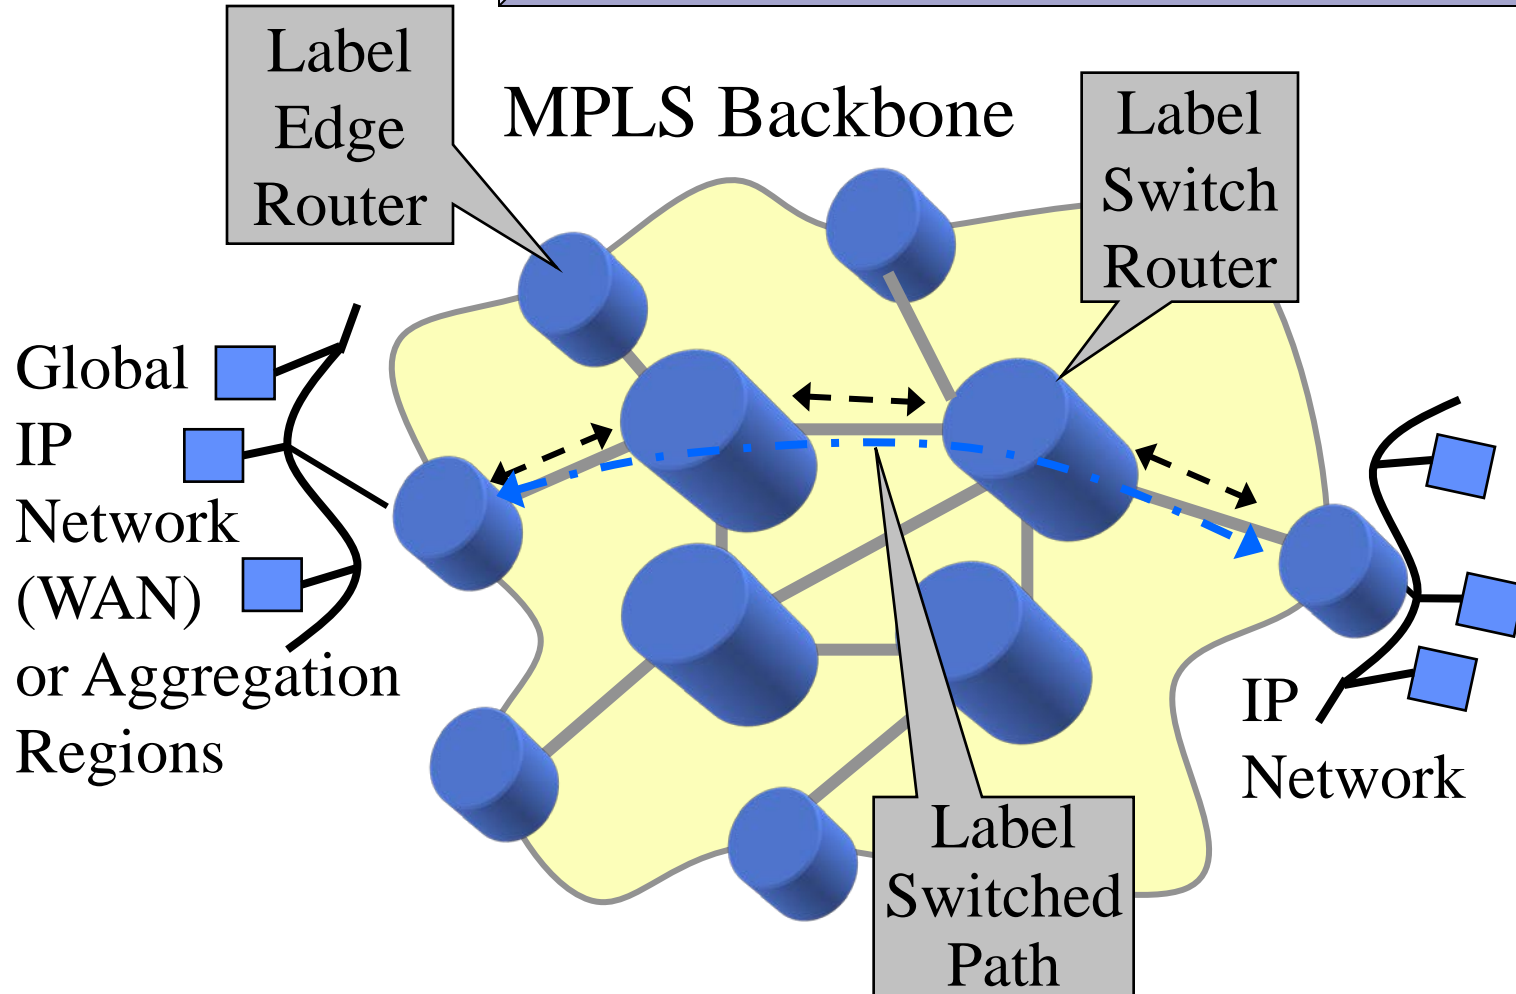 Label
Edge
Router
MPLS Backbone
Label
Switch
Router
Global
IP
Network
(WAN)
or Aggregation
Regions
IP
Network
Label
Switched
Path